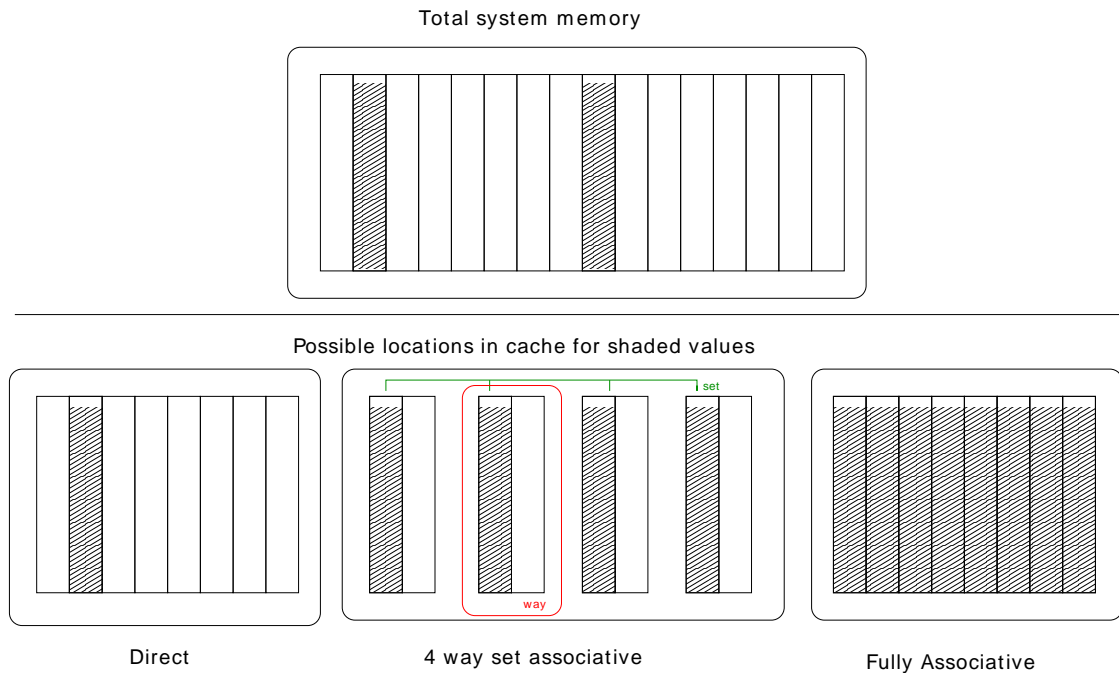 Total system memory
Possible locations in cache for shaded values
set
way
Direct
4 way set associative
Fully Associative